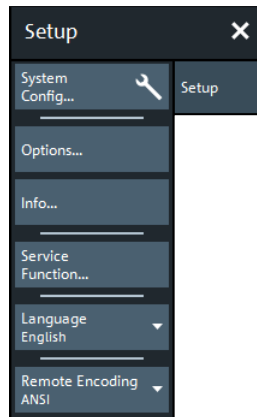 Setup
System
Config...
Setup
Options...
Info...
Service
Function...
Language
English
Remote Encoding
ANSI